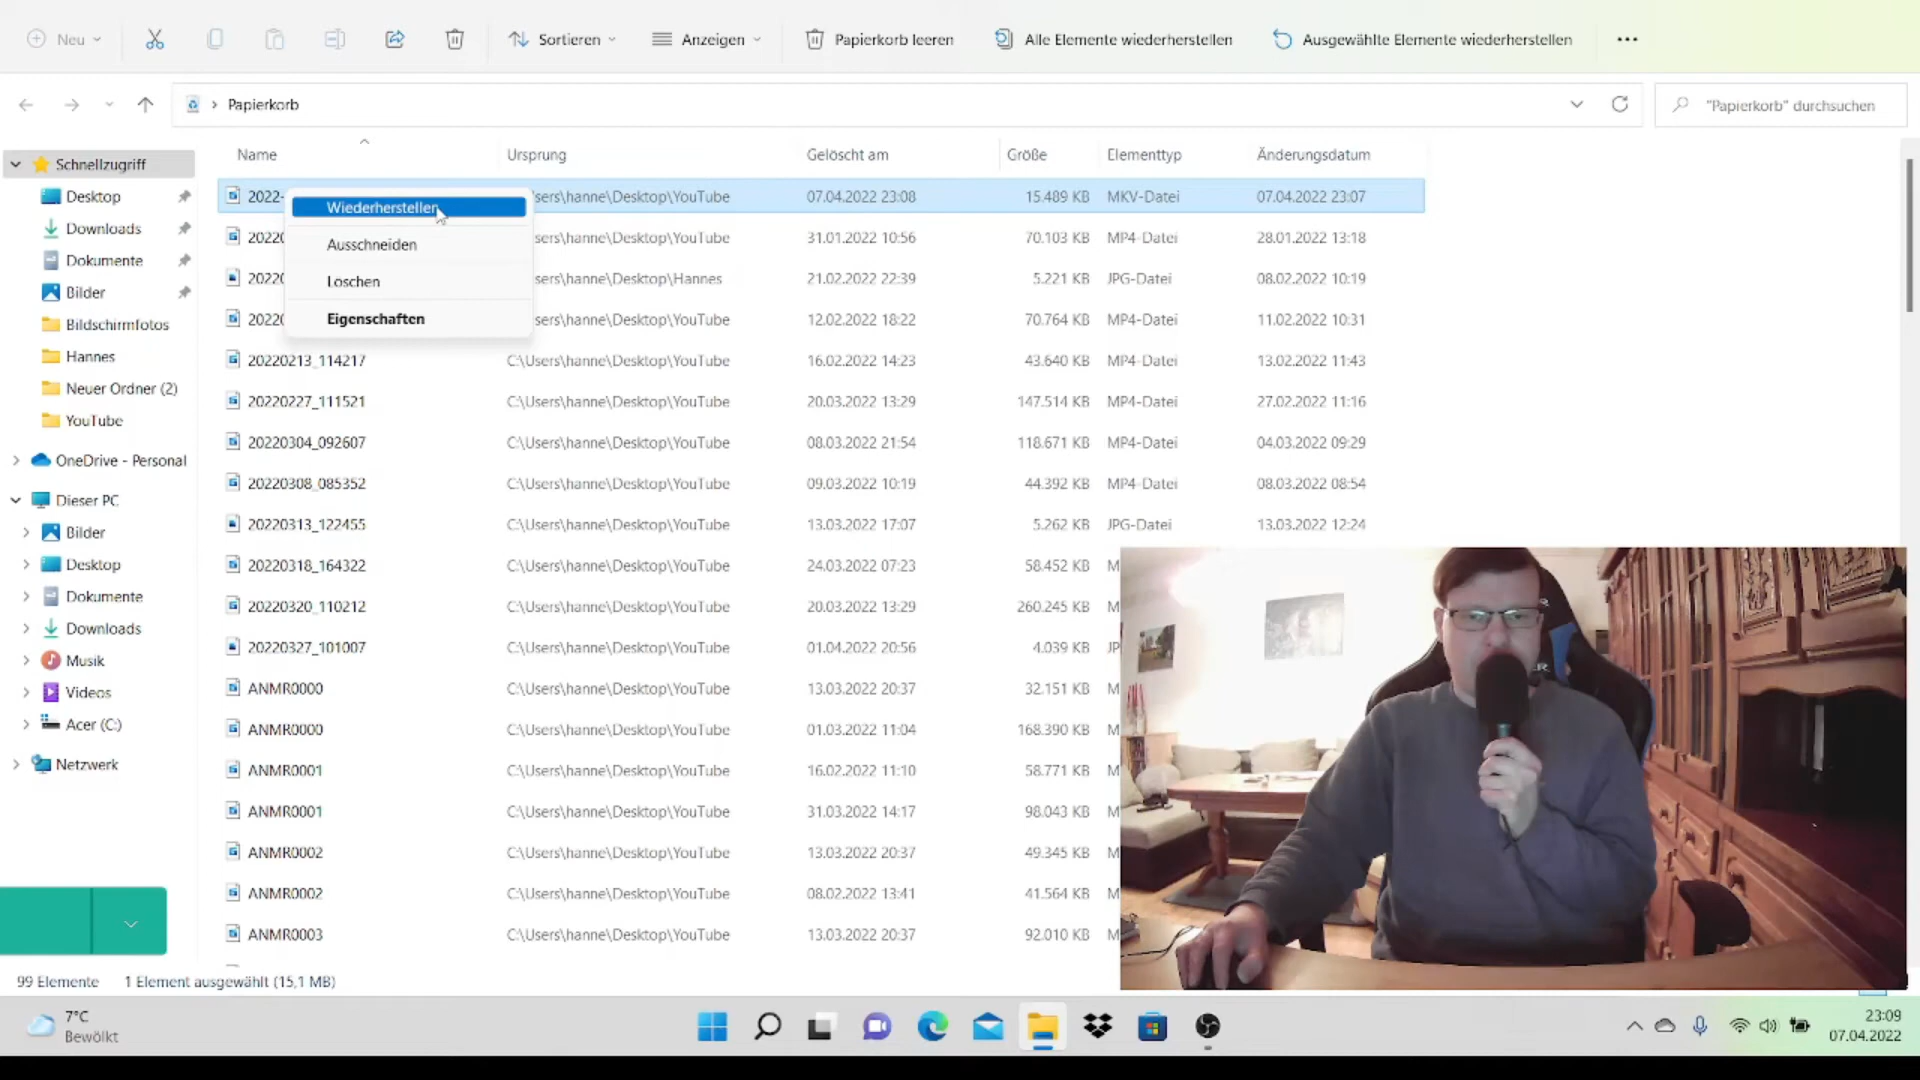 Neu Sortieren Anzeigen Papierkorb leeren Alle Elemente wiederherstellen Ausgewählte Elemente wiederherstellen ...
Papierkorb "Papierkorb" durchsuchen
Name Ursprung Gelöscht am Größe Elementtyp Änderungsdatum
Schnellzugriff
Desktop
Downloads
Dokumente
Bilder
Bildschirmfotos
Hannes
Neuer Ordner (2)
YouTube
OneDrive - Personal
Dieser PC
Bilder
Desktop
Dokumente
Downloads
Musik
Videos
Acer (C:)
Netzwerk
2022- sers\hanne\Desktop\YouTube 07.04.2022 23:08 15.489 KB MKV-Datei 07.04.2022 23:07
20220 sers\hanne\Desktop\YouTube 31.01.2022 10:56 70.103 KB MP4-Datei 28.01.2022 13:18
20220 sers\hanne\Desktop\Hannes 21.02.2022 22:39 5.221 KB JPG-Datei 08.02.2022 10:19
20220 sers\hanne\Desktop\YouTube 12.02.2022 18:22 70.764 KB MP4-Datei 11.02.2022 10:31
Wiederherstellen
Ausschneiden
Löschen
Eigenschaften
20220213_114217 C:\Users\hanne\Desktop\YouTube 16.02.2022 14:23 43.640 KB MP4-Datei 13.02.2022 11:43
20220227_111521 C:\Users\hanne\Desktop\YouTube 20.03.2022 13:29 147.514 KB MP4-Datei 27.02.2022 11:16
20220304_092607 C:\Users\hanne\Desktop\YouTube 08.03.2022 21:54 118.671 KB MP4-Datei 04.03.2022 09:29
20220308_085352 C:\Users\hanne\Desktop\YouTube 09.03.2022 10:19 44.392 KB MP4-Datei 08.03.2022 08:54
20220313_122455 C:\Users\hanne\Desktop\YouTube 13.03.2022 17:07 5.262 KB JPG-Datei 13.03.2022 12:24
20220318_164322 C:\Users\hanne\Desktop\YouTube 24.03.2022 07:23 58.452 KB M
20220320_110212 C:\Users\hanne\Desktop\YouTube 20.03.2022 13:29 260.245 KB M
20220327_101007 C:\Users\hanne\Desktop\YouTube 01.04.2022 20:56 4.039 KB JP
ANMR0000 C:\Users\hanne\Desktop\YouTube 13.03.2022 20:37 32.151 KB M
ANMR0000 C:\Users\hanne\Desktop\YouTube 01.03.2022 11:04 168.390 KB M
ANMR0001 C:\Users\hanne\Desktop\YouTube 16.02.2022 11:10 58.771 KB M
ANMR0001 C:\Users\hanne\Desktop\YouTube 31.03.2022 14:17 98.043 KB M
ANMR0002 C:\Users\hanne\Desktop\YouTube 13.03.2022 20:37 49.345 KB M
ANMR0002 C:\Users\hanne\Desktop\YouTube 08.02.2022 13:41 41.564 KB M
ANMR0003 C:\Users\hanne\Desktop\YouTube 13.03.2022 20:37 92.010 KB M
99 Elemente 1 Element ausgewählt (15,1 MB)
7°C
Bewölkt
23:09
07.04.2022